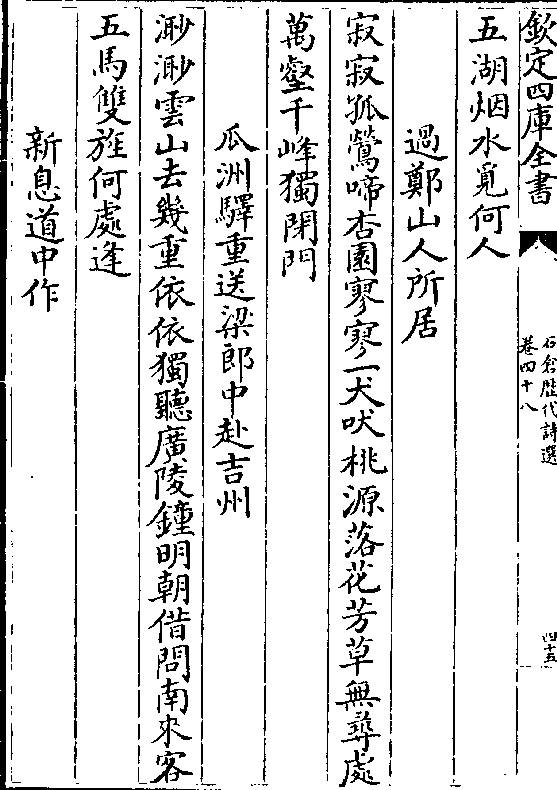 欽定四庫全書
石倉歷代詩選
卷四十八
四十五
五湖烟水覓何人
過鄭山人所居
寂寂孤鶯啼杏園寥寥一犬吠桃源落花芳草無尋處
萬壑千峰獨閉門
瓜洲驛重送梁郎中赴吉州
渺渺雲山去幾重依依獨聽廣陵鐘明朝借問南來客
五馬雙旌何處逢
新息道中作